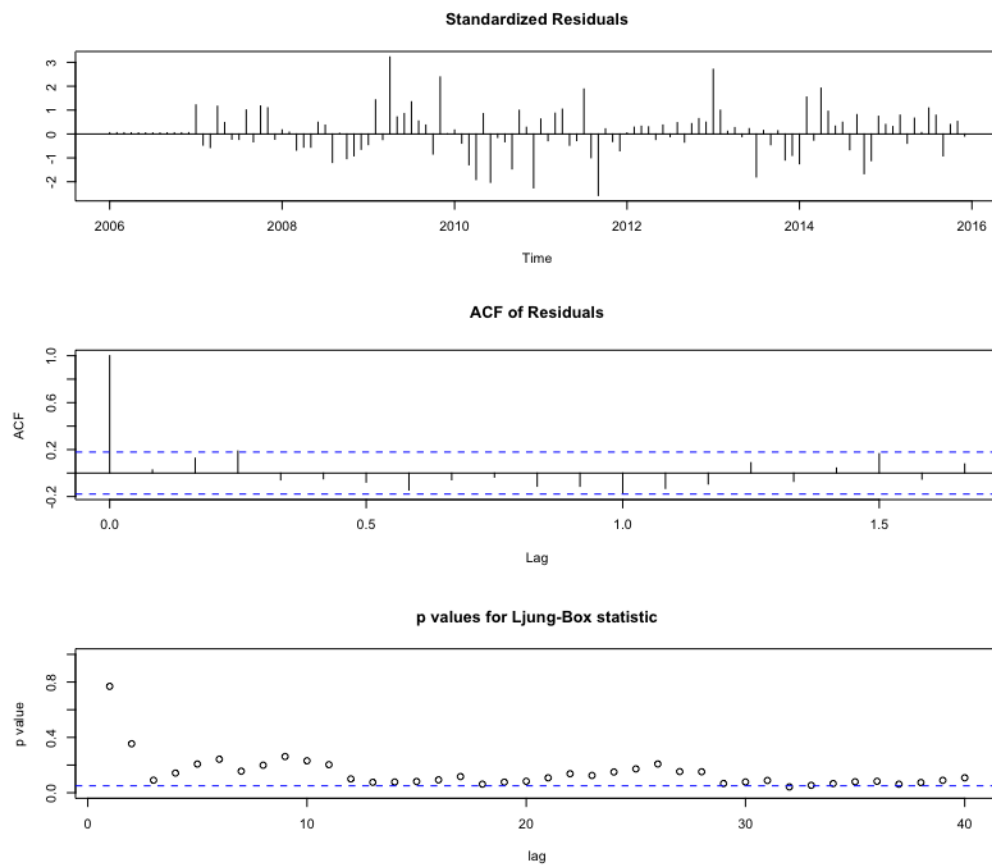 Standardized Residuals
3
2
1
0
-1
-2
2006 2008 2010 2012 2014 2016
Time
ACF of Residuals
ACF
1.0
0.6
0.2
-0.2
0.0 0.5 1.0 1.5
Lag
p values for Ljung-Box statistic
p value
0.8
0.4
0.0
0 10 20 30 40
lag